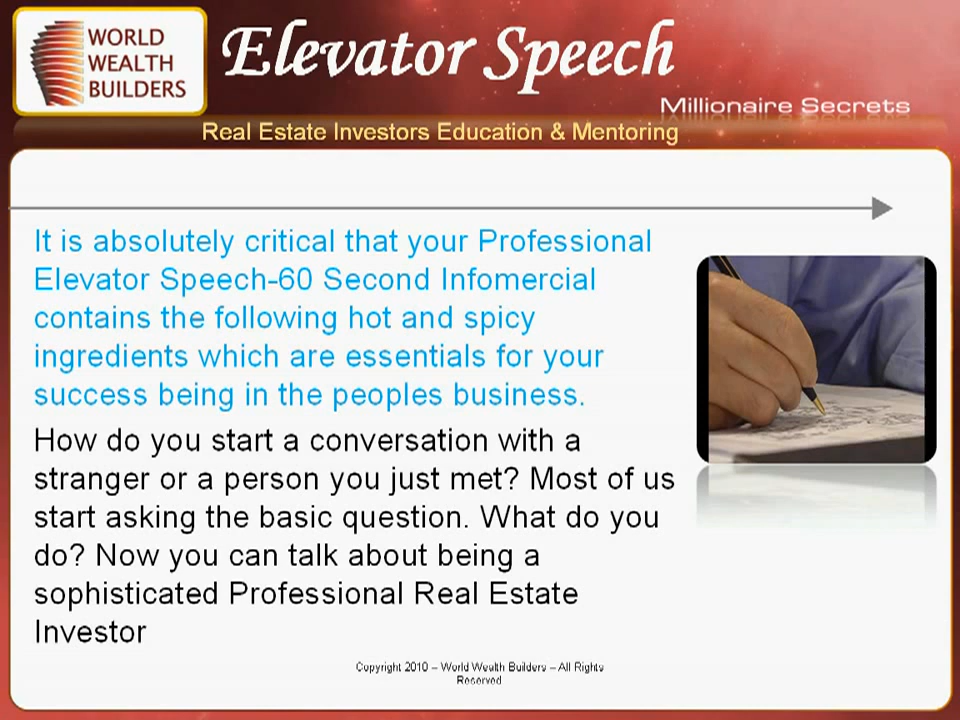 WORLD
WEALTH
BUILDERS
Elevator Speech
Millionaire Secrets
Real Estate Investors Education & Mentoring
It is absolutely critical that your Professional
Elevator Speech-60 Second Infomercial
contains the following hot and spicy
ingredients which are essentials for your
success being in the peoples business.
How do you start a conversation with a
stranger or a person you just met? Most of us
start asking the basic question. What do you
do? Now you can talk about being a
sophisticated Professional Real Estate
Investor
Copyright 2010 – World Wealth Builders – All Rights
Reserved